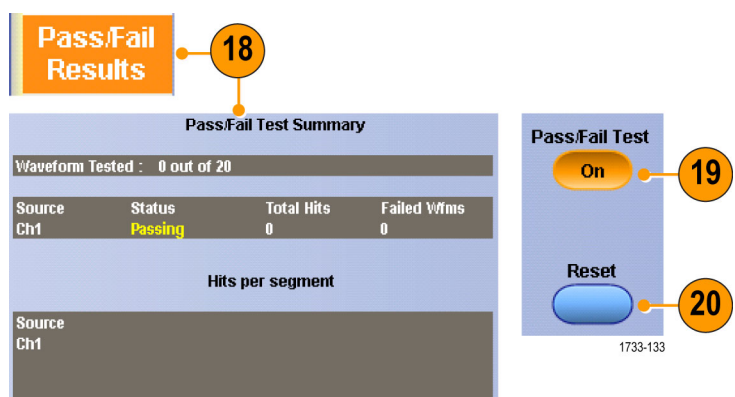 Pass/Fail
Results
18
Pass/Fail Test Summary
Waveform Tested : 0 out of 20
Source Status Total Hits Failed Wfms
Ch1 Passing 0 0
Hits per segment
Source
Ch1
Pass/Fail Test
On
19
Reset
20
1733-133